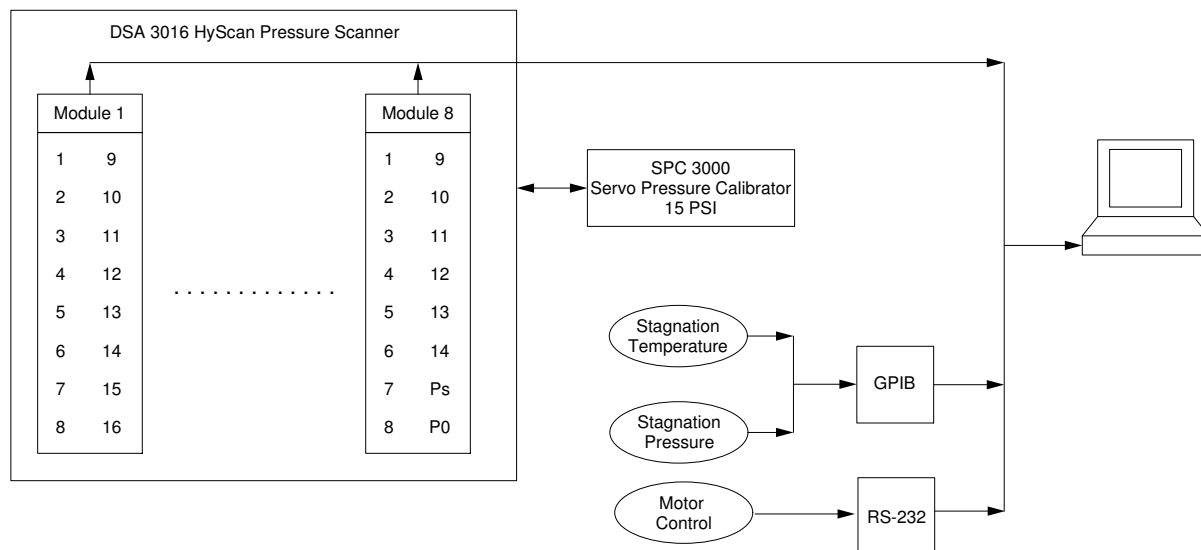 DSA 3016 HyScan Pressure Scanner
Module 1
1 9
2 10
3 11
4 12
5 13
6 14
7 15
8 16
. . . . . . . . . . . . .
Module 8
1 9
2 10
3 11
4 12
5 13
6 14
7 Ps
8 P0
SPC 3000
Servo Pressure Calibrator
15 PSI
Stagnation
Temperature
Stagnation
Pressure
GPIB
Motor
Control
RS-232